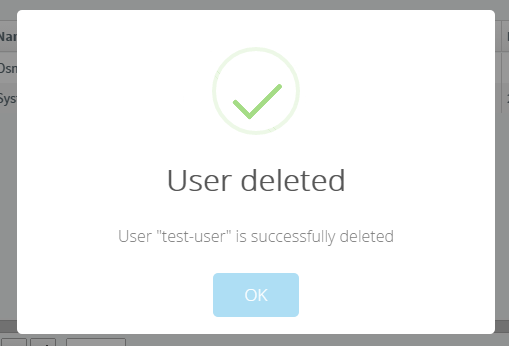 User deleted
User "test-user" is successfully deleted
OK